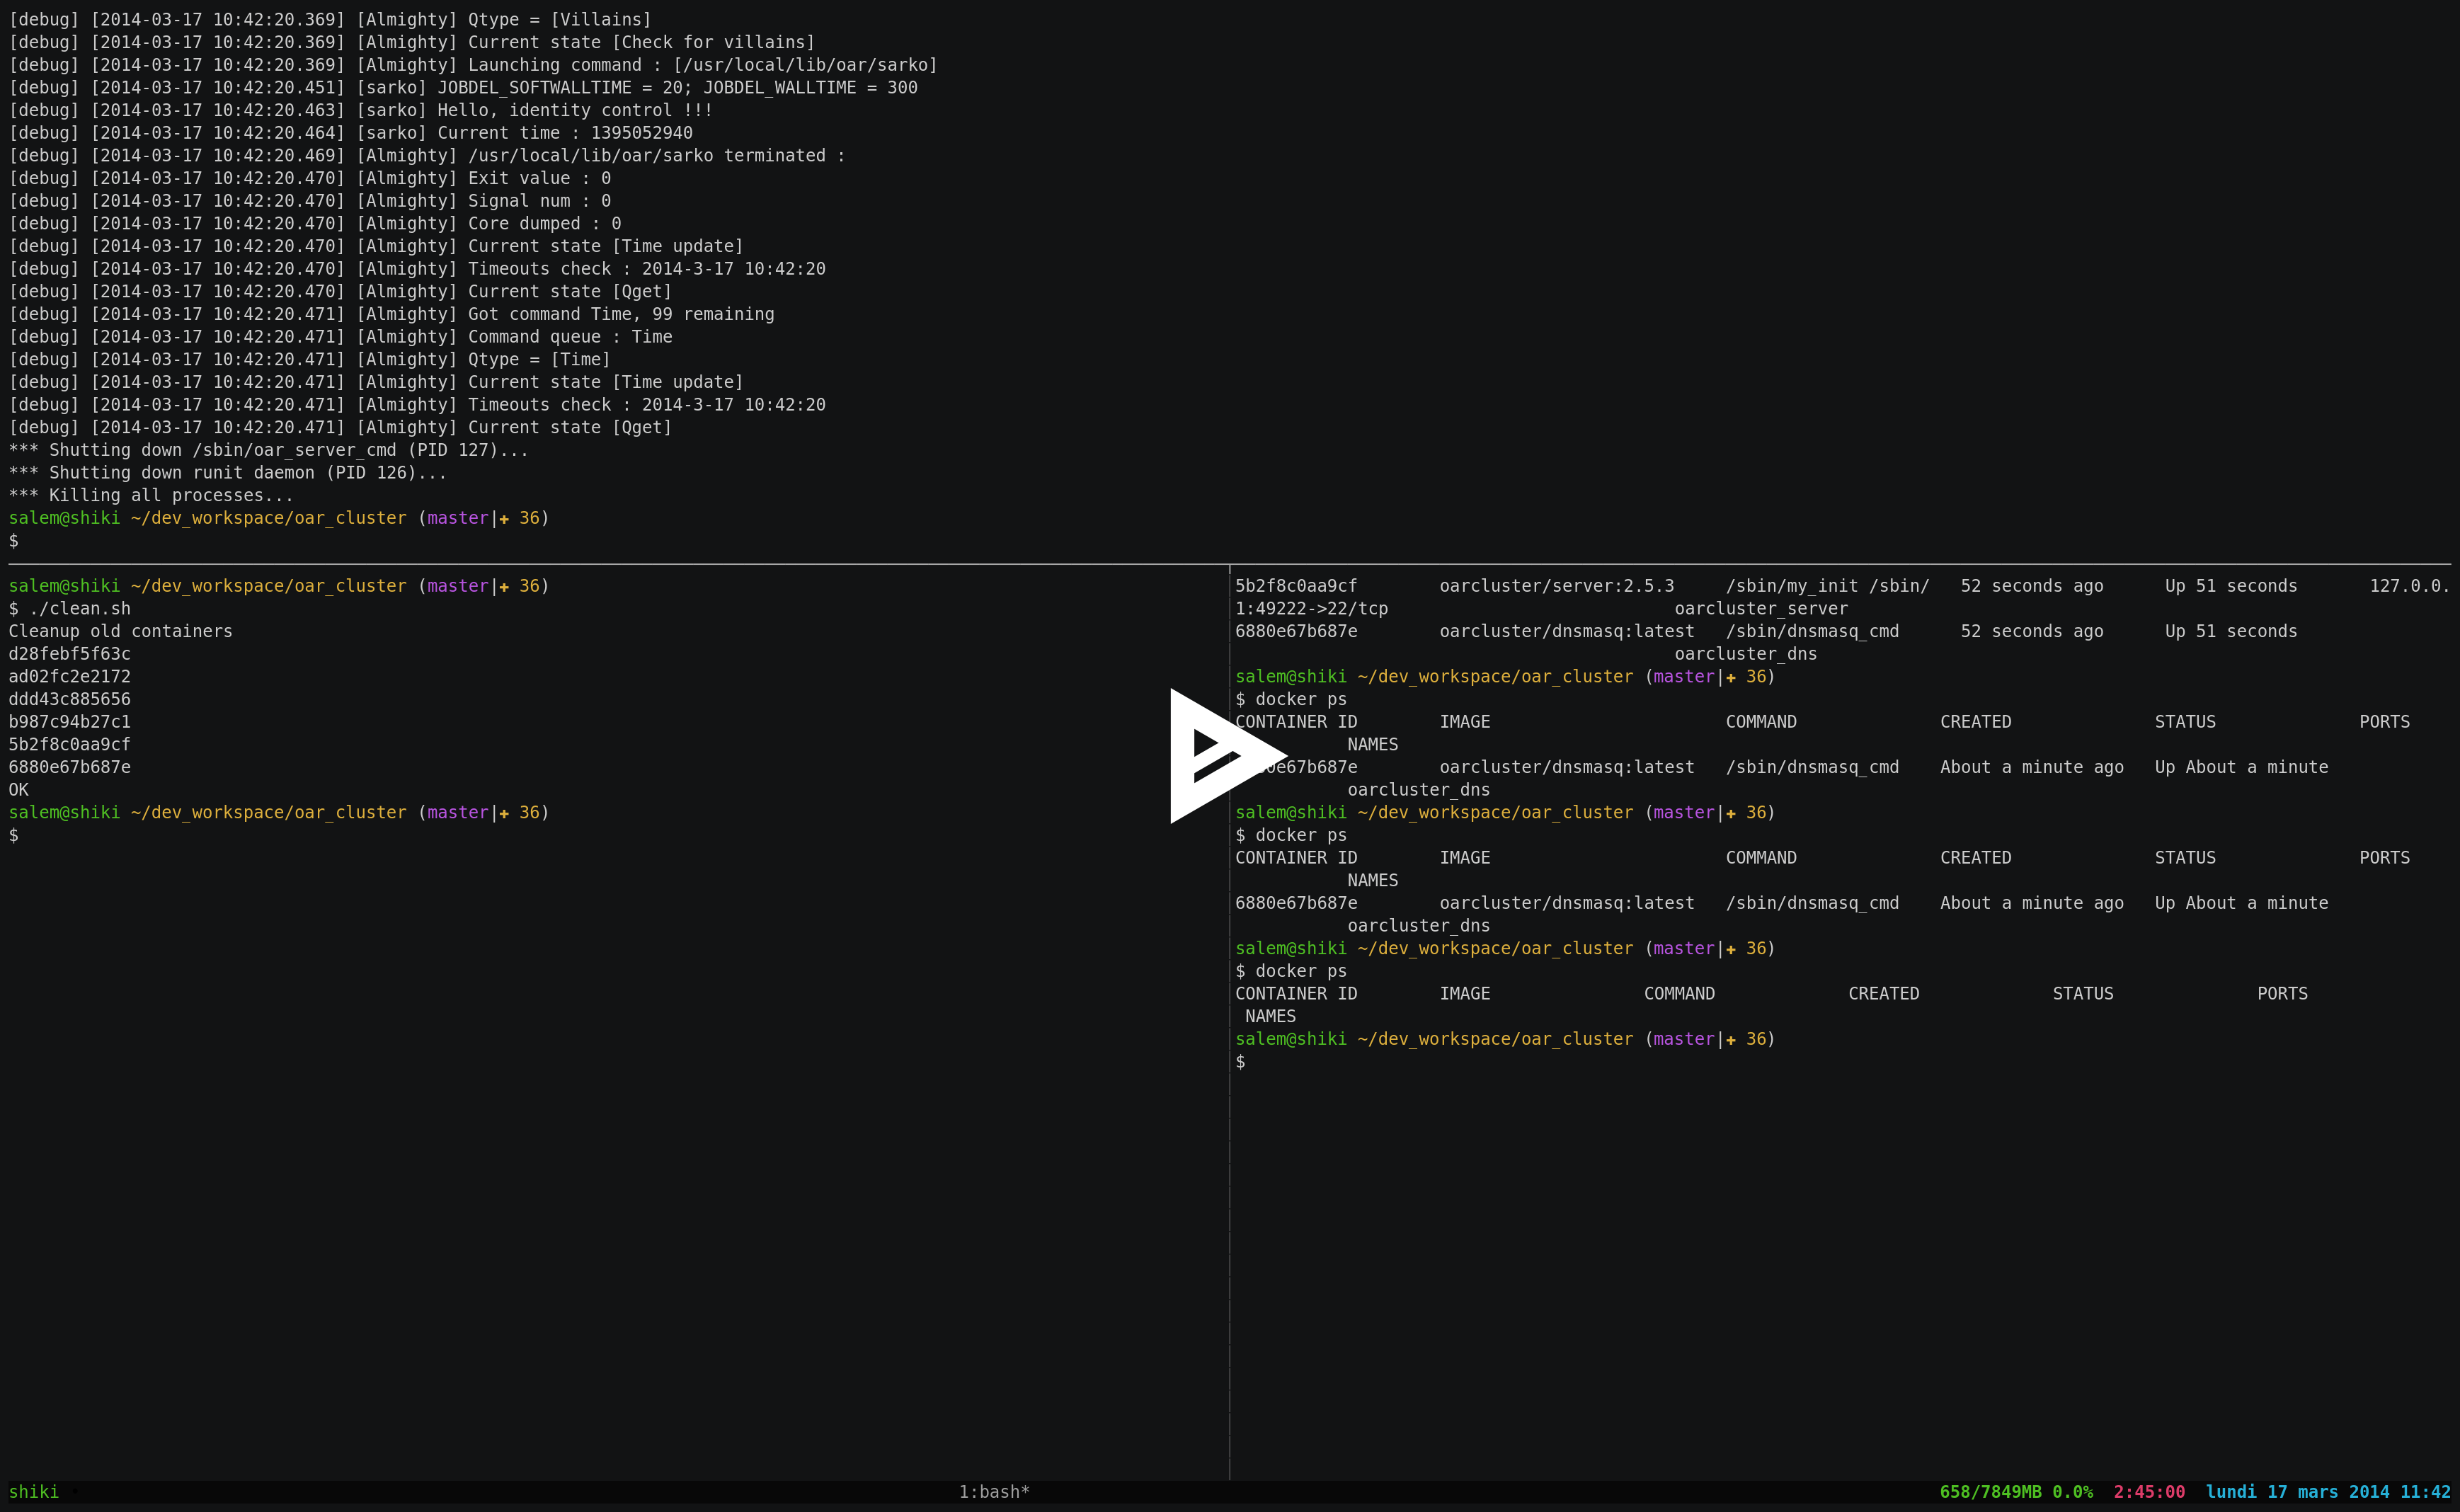 [debug] [2014-03-17 10:42:20.369] [Almighty] Qtype = [Villains]
[debug] [2014-03-17 10:42:20.369] [Almighty] Current state [Check for villains]
[debug] [2014-03-17 10:42:20.369] [Almighty] Launching command : [/usr/local/lib/oar/sarko]
[debug] [2014-03-17 10:42:20.451] [sarko] JOBDEL_SOFTWALLTIME = 20; JOBDEL_WALLTIME = 300
[debug] [2014-03-17 10:42:20.463] [sarko] Hello, identity control !!!
[debug] [2014-03-17 10:42:20.464] [sarko] Current time : 1395052940
[debug] [2014-03-17 10:42:20.469] [Almighty] /usr/local/lib/oar/sarko terminated :
[debug] [2014-03-17 10:42:20.470] [Almighty] Exit value : 0
[debug] [2014-03-17 10:42:20.470] [Almighty] Signal num : 0
[debug] [2014-03-17 10:42:20.470] [Almighty] Core dumped : 0
[debug] [2014-03-17 10:42:20.470] [Almighty] Current state [Time update]
[debug] [2014-03-17 10:42:20.470] [Almighty] Timeouts check : 2014-3-17 10:42:20
[debug] [2014-03-17 10:42:20.470] [Almighty] Current state [Qget]
[debug] [2014-03-17 10:42:20.471] [Almighty] Got command Time, 99 remaining
[debug] [2014-03-17 10:42:20.471] [Almighty] Command queue : Time
[debug] [2014-03-17 10:42:20.471] [Almighty] Qtype = [Time]
[debug] [2014-03-17 10:42:20.471] [Almighty] Current state [Time update]
[debug] [2014-03-17 10:42:20.471] [Almighty] Timeouts check : 2014-3-17 10:42:20
[debug] [2014-03-17 10:42:20.471] [Almighty] Current state [Qget]
*** Shutting down /sbin/oar_server_cmd (PID 127)...
*** Shutting down runit daemon (PID 126)...
*** Killing all processes...
salem@shiki ~/dev_workspace/oar_cluster (master|✚ 36)
$
salem@shiki ~/dev_workspace/oar_cluster (master|✚ 36)
$ ./clean.sh
Cleanup old containers
d28febf5f63c
ad02fc2e2172
ddd43c885656
b987c94b27c1
5b2f8c0aa9cf
6880e67b687e
OK
salem@shiki ~/dev_workspace/oar_cluster (master|✚ 36)
$
5b2f8c0aa9cf oarcluster/server:2.5.3 /sbin/my_init /sbin/ 52 seconds ago Up 51 seconds 127.0.0.
1:49222->22/tcp oarcluster_server
6880e67b687e oarcluster/dnsmasq:latest /sbin/dnsmasq_cmd 52 seconds ago Up 51 seconds
oarcluster_dns
salem@shiki ~/dev_workspace/oar_cluster (master|✚ 36)
$ docker ps
CONTAINER ID IMAGE COMMAND CREATED STATUS PORTS
NAMES
oarcluster/dnsmasq:latest /sbin/dnsmasq_cmd About a minute ago Up About a minute
oarcluster_dns
salem@shiki ~/dev_workspace/oar_cluster (master|✚ 36)
$ docker ps
CONTAINER ID IMAGE COMMAND CREATED STATUS PORTS
NAMES
6880e67b687e oarcluster/dnsmasq:latest /sbin/dnsmasq_cmd About a minute ago Up About a minute
oarcluster_dns
salem@shiki ~/dev_workspace/oar_cluster (master|✚ 36)
$ docker ps
CONTAINER ID IMAGE COMMAND CREATED STATUS PORTS
NAMES
salem@shiki ~/dev_workspace/oar_cluster (master|✚ 36)
$
shiki 1:bash* 658/7849MB 0.0% 2:45:00 lundi 17 mars 2014 11:42